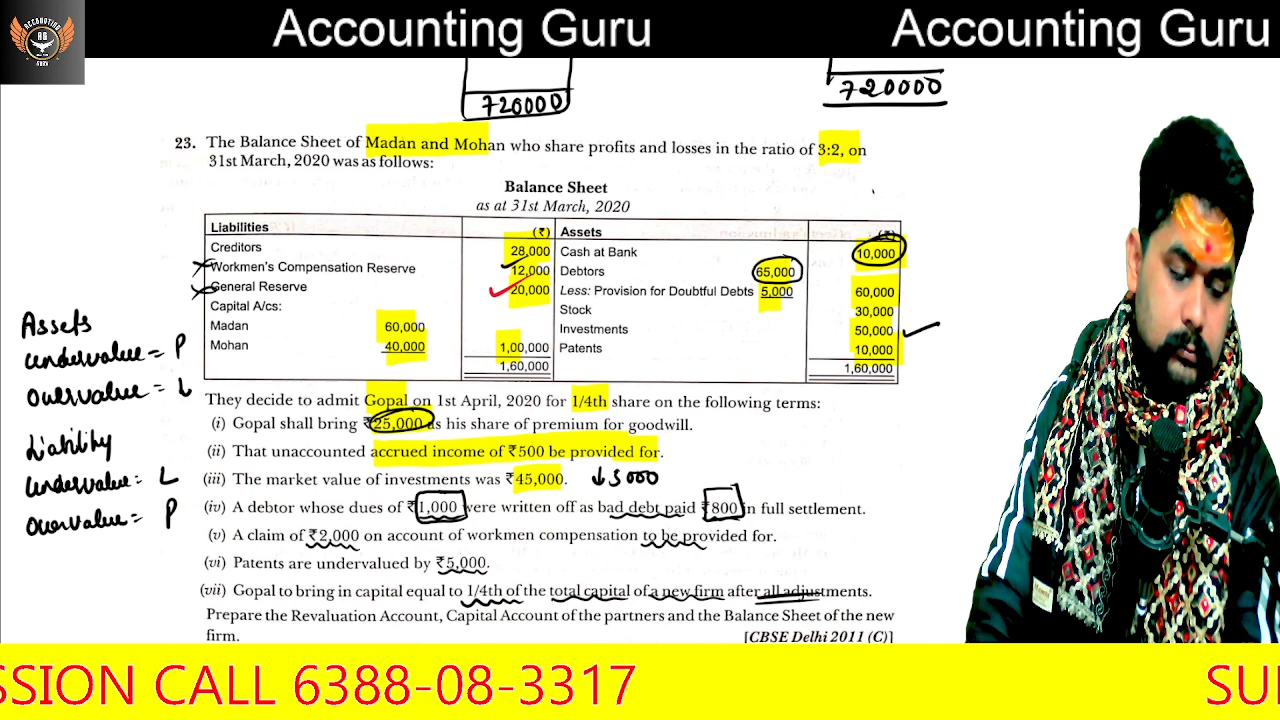 Accounting Guru
Accounting Guru
ACCOUNTING
AG
GURU
720000
720000
23. The Balance Sheet of Madan and Mohan who share profits and losses in the ratio of 3:2, on
31st March, 2020 was as follows:
Balance Sheet
as at 31st March, 2020
Liabilities (₹) Assets (₹)
Creditors 28,000 Cash at Bank 10,000
Workmen's Compensation Reserve 12,000 Debtors 65,000
General Reserve 20,000 Less: Provision for Doubtful Debts 5,000 60,000
Capital A/cs: Stock 30,000
Madan 60,000 Investments 50,000
Mohan 40,000 1,00,000 Patents 10,000
1,60,000 1,60,000
Assets
undervalue = P
overvalue = L
Liability
undervalue = L
overvalue = P
They decide to admit Gopal on 1st April, 2020 for 1/4th share on the following terms:
(i) Gopal shall bring ₹25,000 as his share of premium for goodwill.
(ii) That unaccounted accrued income of ₹500 be provided for.
(iii) The market value of investments was ₹45,000. ↓5000
(iv) A debtor whose dues of ₹1,000 were written off as bad debt paid ₹800 in full settlement.
(v) A claim of ₹2,000 on account of workmen compensation to be provided for.
(vi) Patents are undervalued by ₹5,000.
(vii) Gopal to bring in capital equal to 1/4th of the total capital of a new firm after all adjustments.
Prepare the Revaluation Account, Capital Account of the partners and the Balance Sheet of the new
firm. [CBSE Delhi 2011 (C)]
SSION CALL 6388-08-3317